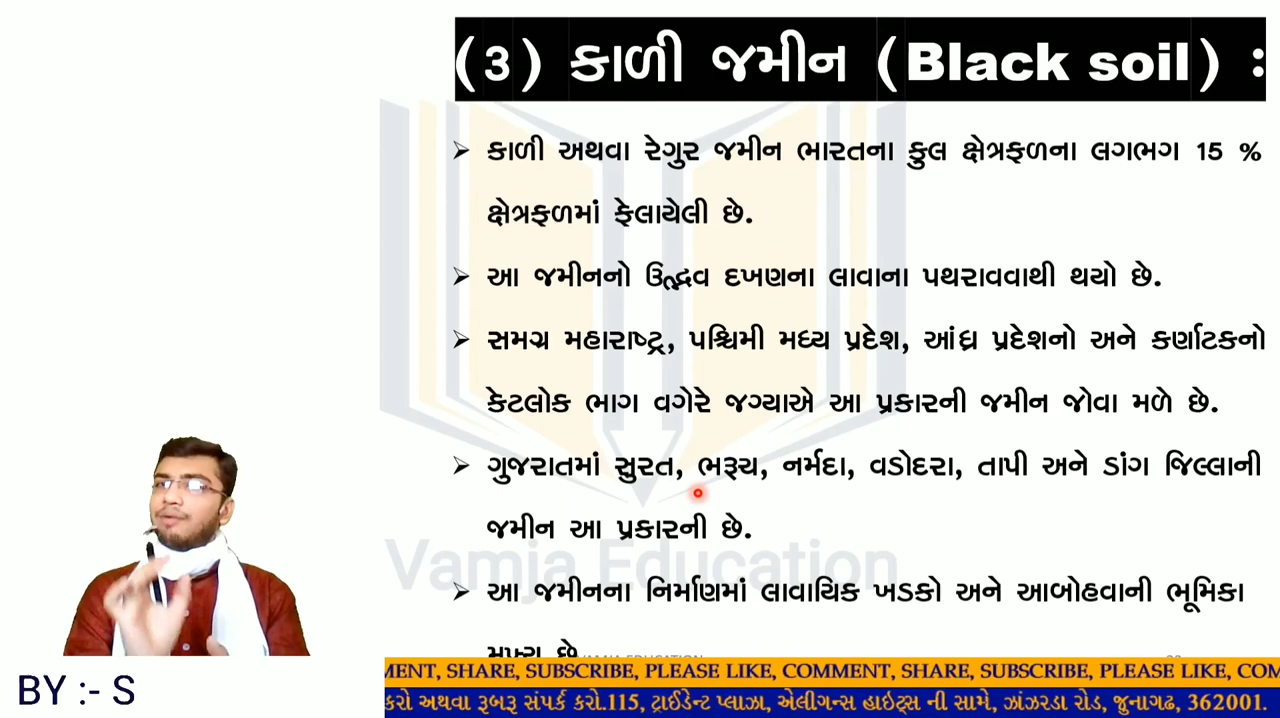 (3) કાળી જમીન (Black soil) :
➢ કાળી અથવા રેગુર જમીન ભારતના કુલ ક્ષેત્રફળના લગભગ 15 %
ક્ષેત્રફળમાં ફેલાયેલી છે.
➢ આ જમીનનો ઉદ્ભવ દખણના લાવાના પથરાવવાથી થયો છે.
➢ સમગ્ર મહારાષ્ટ્ર, પશ્ચિમી મધ્ય પ્રદેશ, આંધ્ર પ્રદેશનો અને કર્ણાટકનો
કેટલોક ભાગ વગેરે જગ્યાએ આ પ્રકારની જમીન જોવા મળે છે.
➢ ગુજરાતમાં સુરત, ભરૂચ, નર્મદા, વડોદરા, તાપી અને ડાંગ જિલ્લાની
જમીન આ પ્રકારની છે.
Vamja Education
➢ આ જમીનના નિર્માણમાં લાવાયિક ખડકો અને આબોહવાની ભૂમિકા
મુખ્ય છે
EDUCATION
MENT, SHARE, SUBSCRIBE, PLEASE LIKE, COMMENT, SHARE, SUBSCRIBE, PLEASE LIKE, COM
BY :- S
કરો અથવા રૂબરૂ સંપર્ક કરો.115, ટ્રાઈડેન્ટ પ્લાઝા, એલીગન્સ હાઇટ્સ ની સામે, ઝાંઝરડા રોડ, જુનાગઢ, 362001.